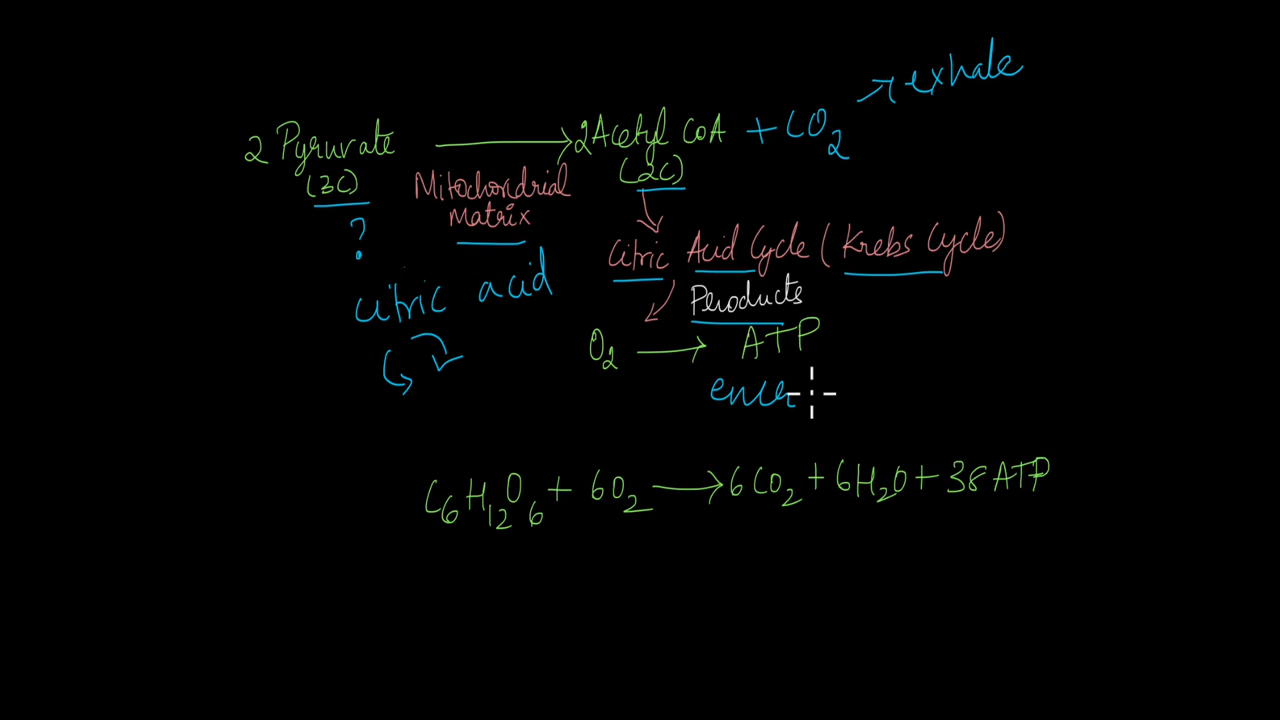 exhale
2 Pyruvate → 2Acetyl CoA + CO2
(3C) (2C)
Mitochondrial
Matrix
?
Citric Acid Cycle (Krebs Cycle)
citric acid
Products
O2 → ATP
C6H12O6 + 6O2 → 6CO2 + 6H2O + 38 ATP